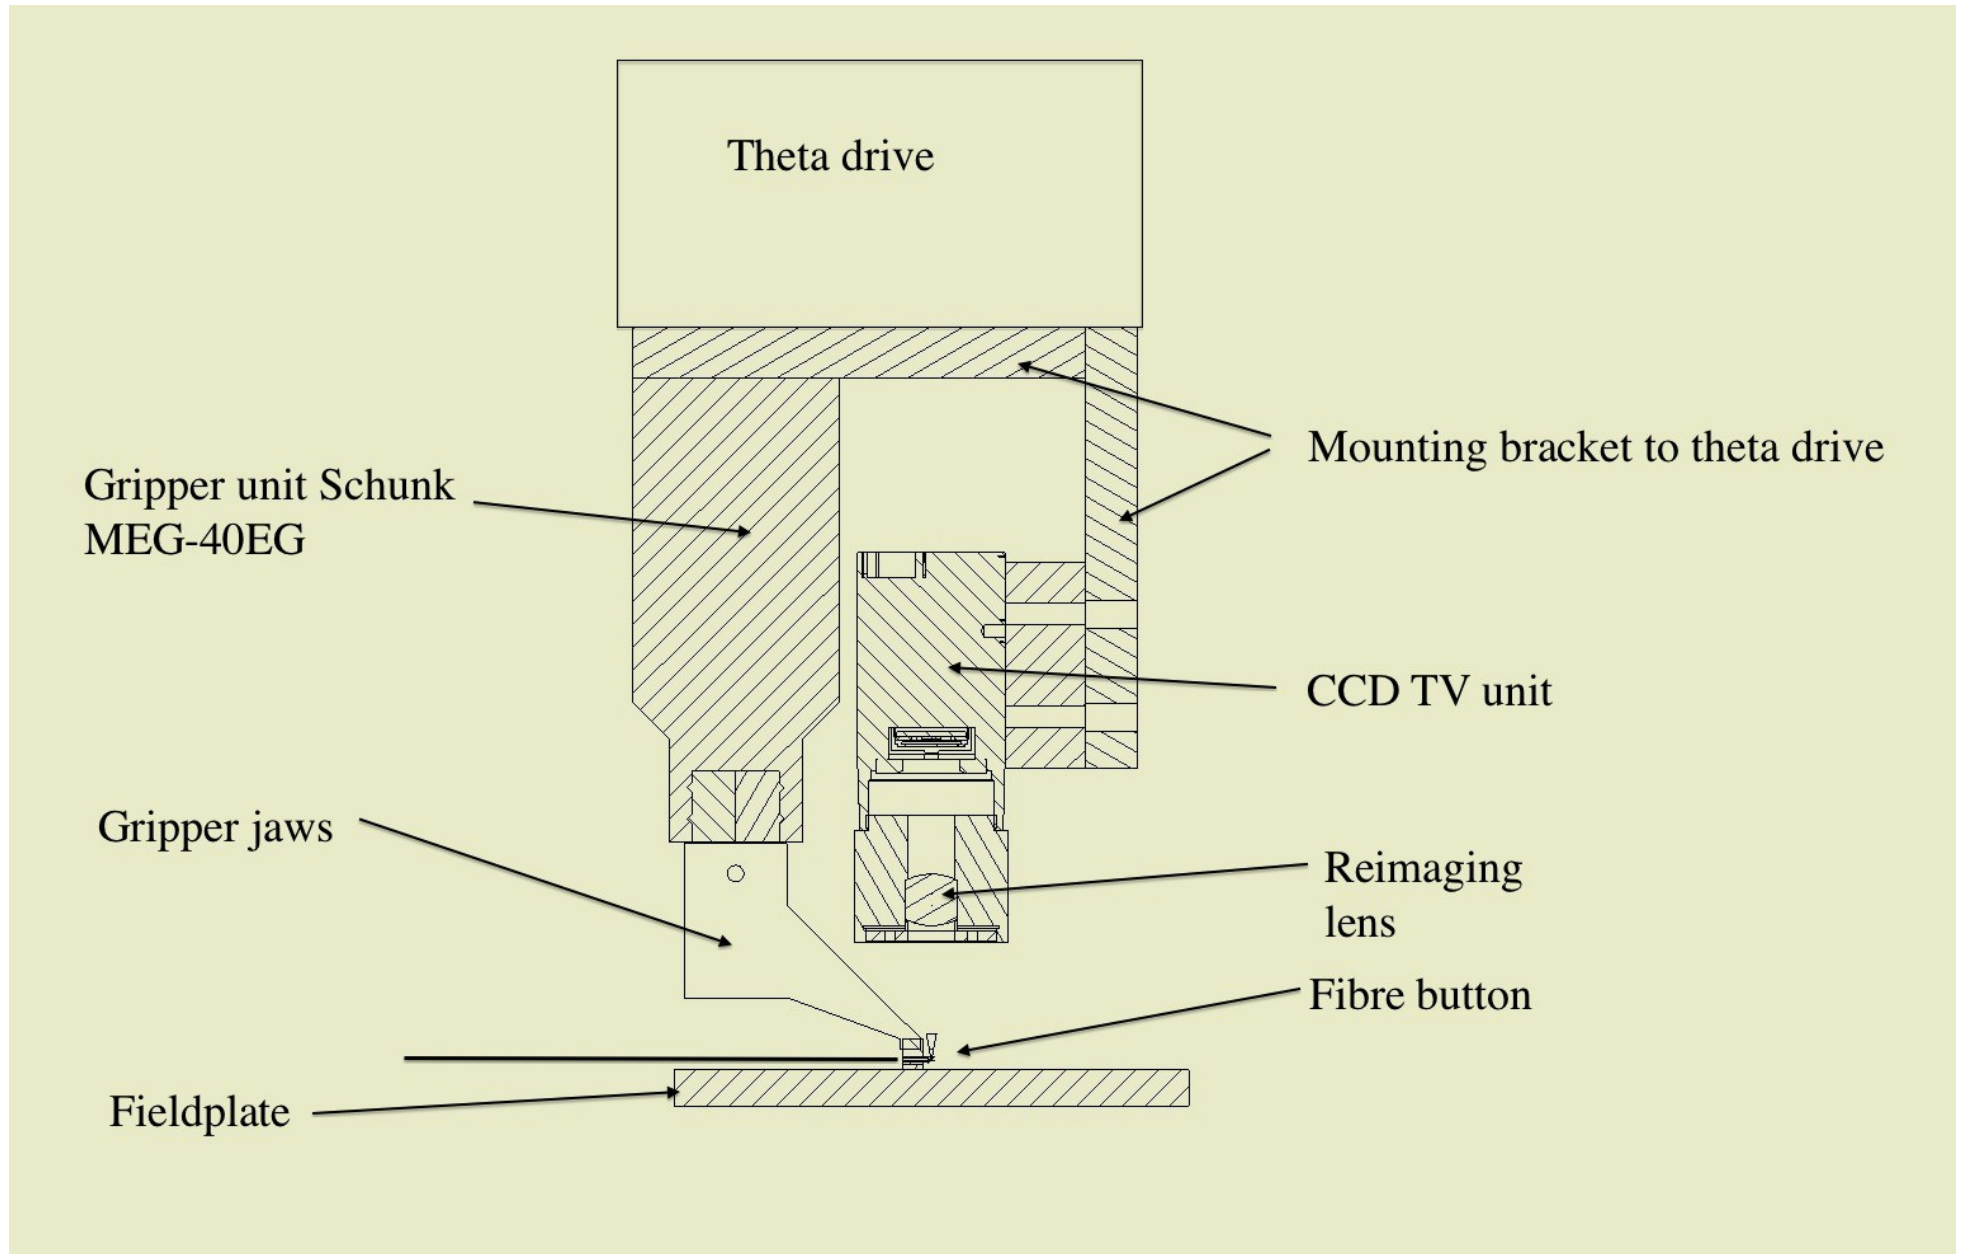 Theta drive
Mounting bracket to theta drive
Gripper unit Schunk
MEG-40EG
CCD TV unit
Gripper jaws
Reimaging
lens
Fibre button
Fieldplate